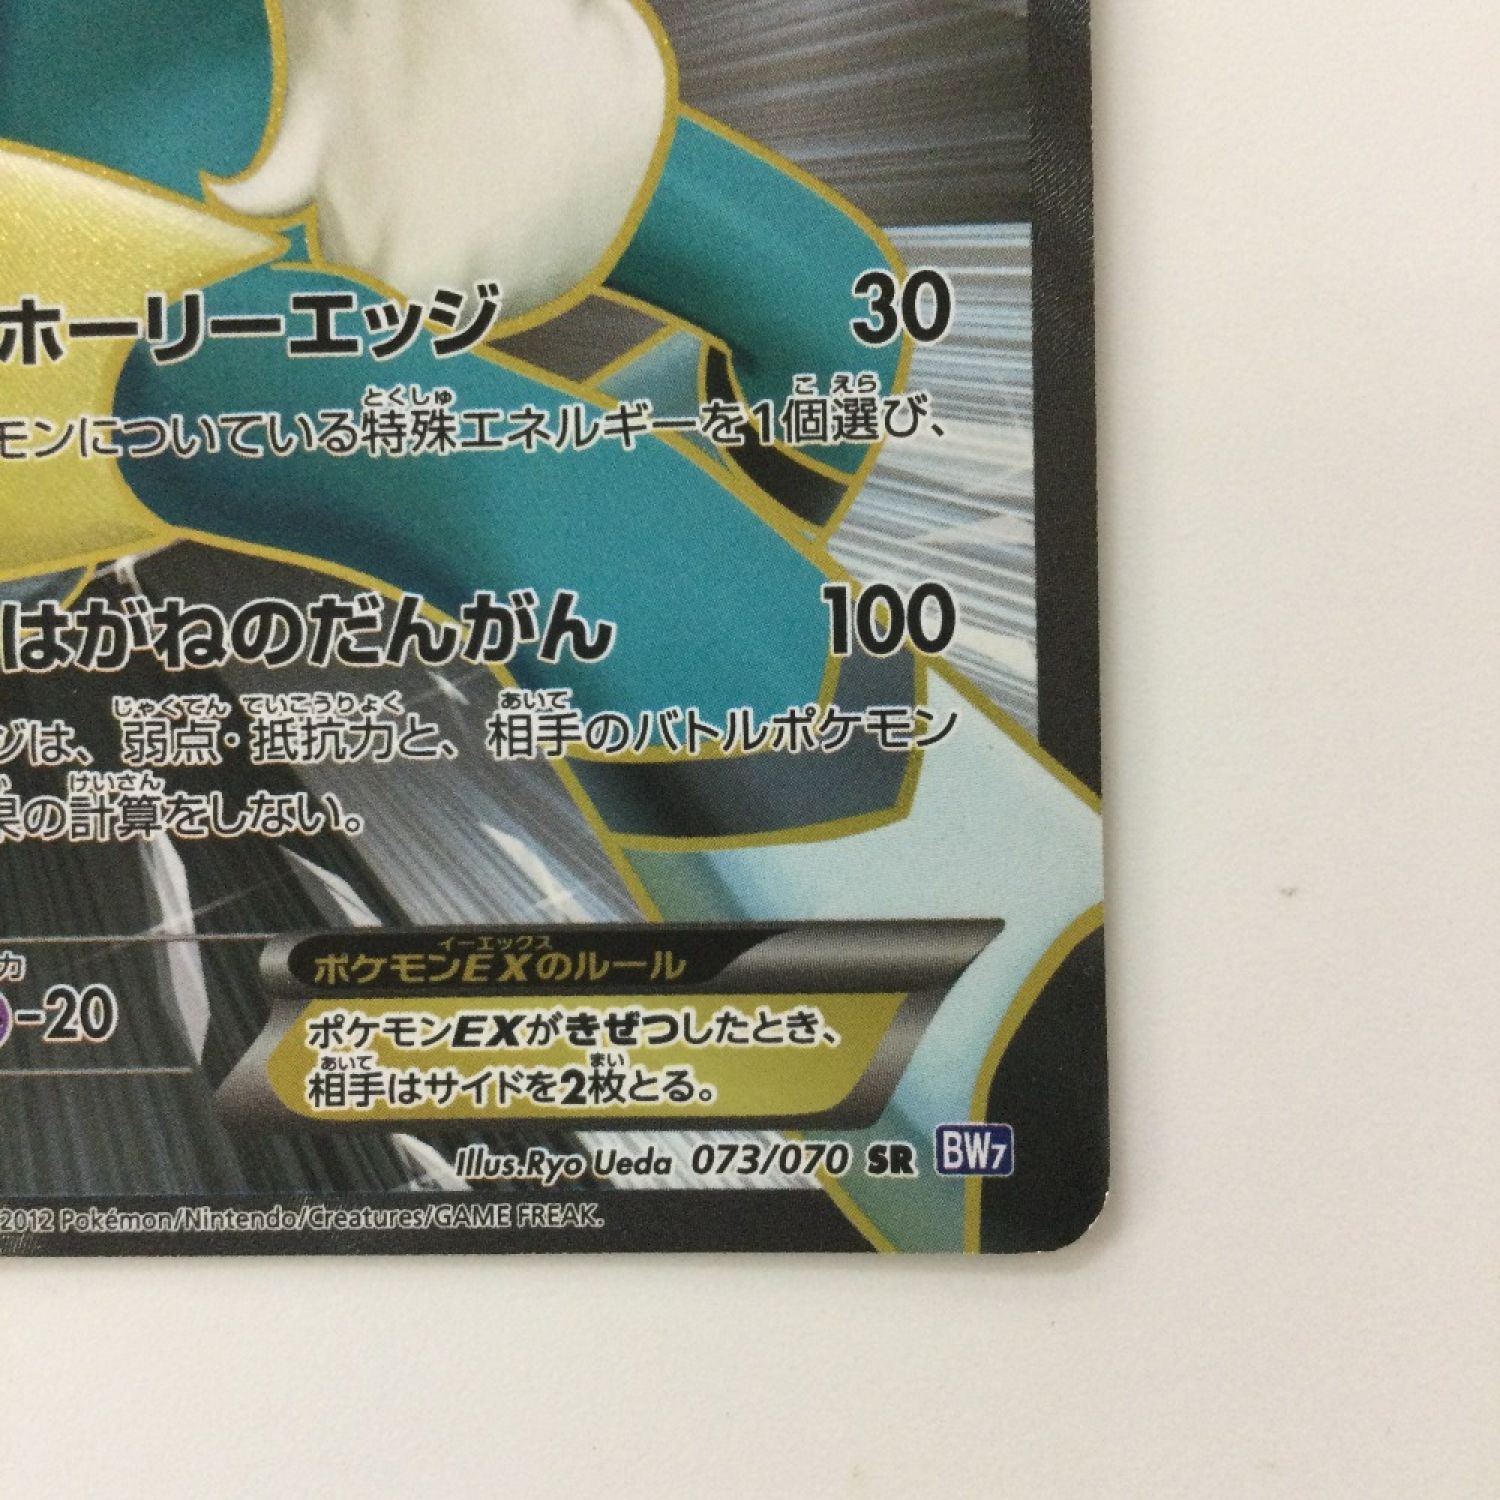 ホーリーエッジ 30
とくしゅ こ えら
モンについている特殊エネルギーを1個選び、
はがねのだんがん 100
じゃくてん ていこうりょく あいて
ジは、弱点・抵抗力と、相手のバトルポケモン
けいさん
果の計算をしない。
力
-20
イーエックス
ポケモンEXのルール
ポケモンEXがきぜつしたとき、
あいて まい
相手はサイドを2枚とる。
Illus.Ryo Ueda 073/070 SR BW7
2012 Pokémon/Nintendo/Creatures/GAME FREAK.